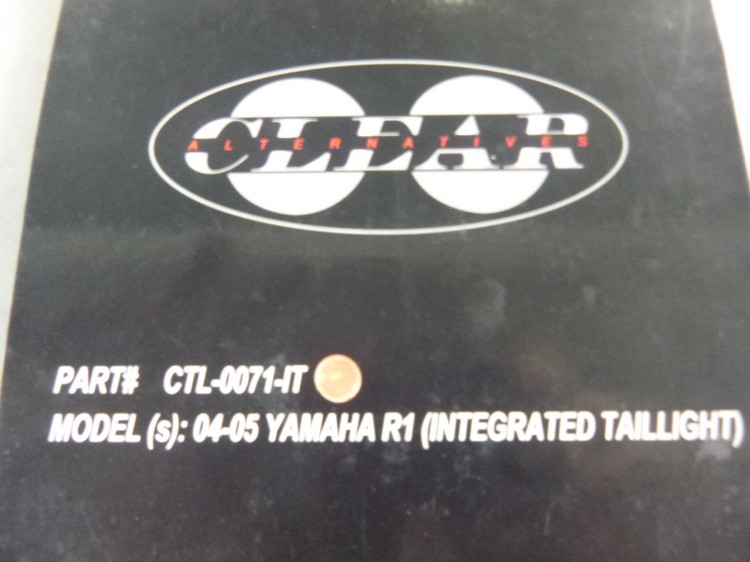 CLEAR
ALTERNATIVES
PART# CTL-0071-IT
MODEL (s): 04-05 YAMAHA R1 (INTEGRATED TAILLIGHT)